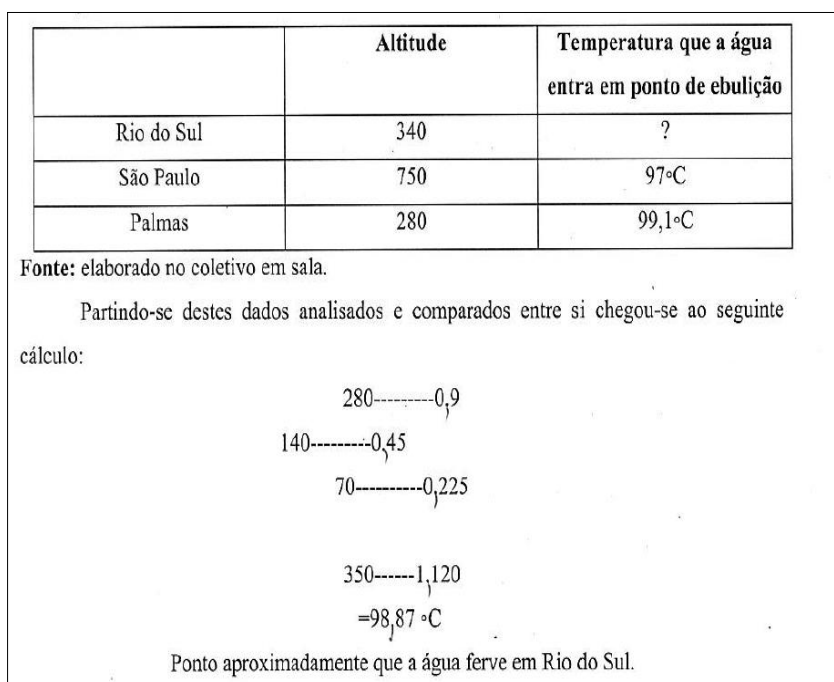 Altitude
Temperatura que a água
entra em ponto de ebulição
Rio do Sul 340 ?
São Paulo 750 97ºC
Palmas 280 99,1ºC
Fonte: elaborado no coletivo em sala.
Partindo-se destes dados analisados e comparados entre si chegou-se ao seguinte
cálculo:
280---------0,9
140---------0,45
70----------0,225
350------1,120
=98,87 ºC
Ponto aproximadamente que a água ferve em Rio do Sul.